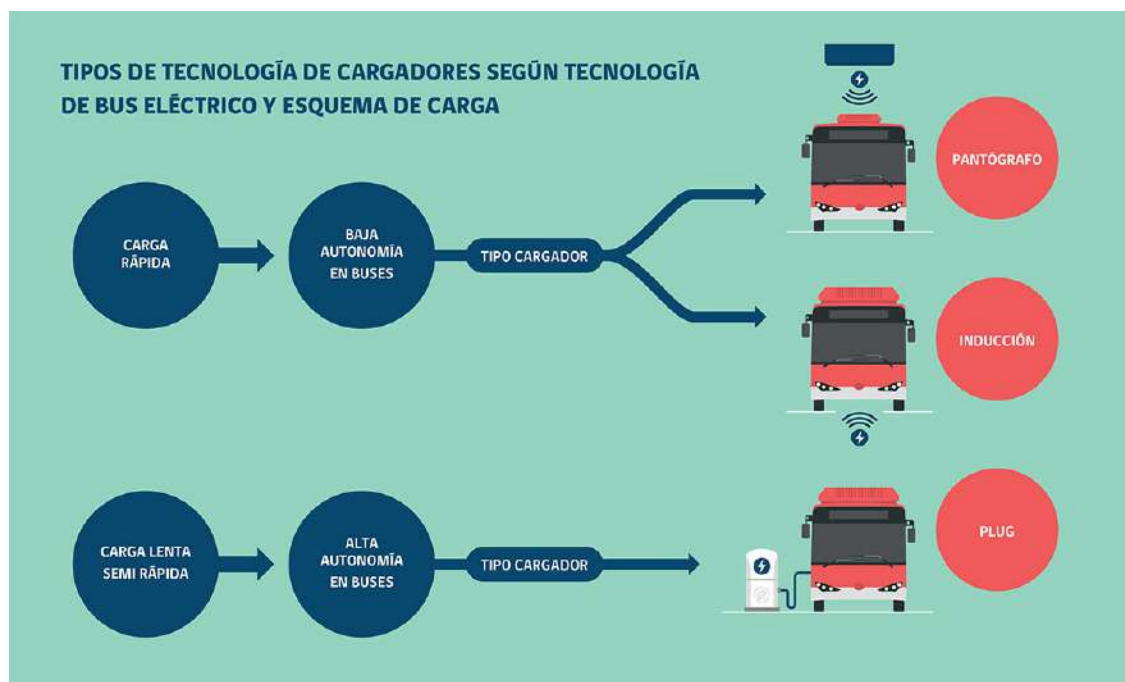 TIPOS DE TECNOLOGÍA DE CARGADORES SEGÚN TECNOLOGÍA
DE BUS ELÉCTRICO Y ESQUEMA DE CARGA
CARGA
RÁPIDA
BAJA
AUTONOMÍA
EN BUSES
TIPO CARGADOR
PANTÓGRAFO
INDUCCIÓN
CARGA LENTA
SEMI RÁPIDA
ALTA
AUTONOMÍA
EN BUSES
TIPO CARGADOR
PLUG